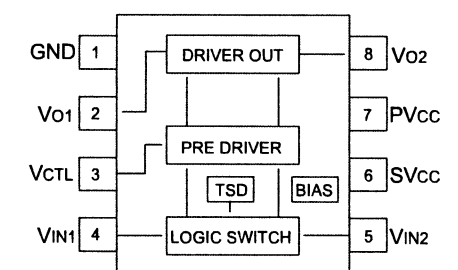 GND 1 DRIVER OUT 8 VO2
VO1 2 7 PVCC
PRE DRIVER
VCTL 3 6 SVCC
TSD BIAS
VIN1 4 LOGIC SWITCH 5 VIN2